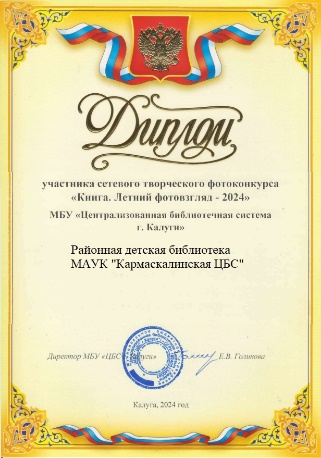 Диплом
участника сетевого творческого фотоконкурса
«Книга. Летний фотовзгляд - 2024»
МБУ «Централизованная библиотечная система
г. Калуги»
Районная детская библиотека
МАУК "Кармаскалинская ЦБС"
Директор МБУ «ЦБС г. Калуги» Е.В. Голикова
Калуга, 2024 год